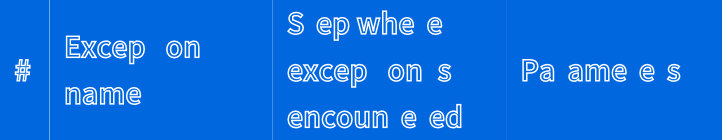 #
Excep on
name
S ep whe e
excep on s
encoun e ed
Pa ame e s